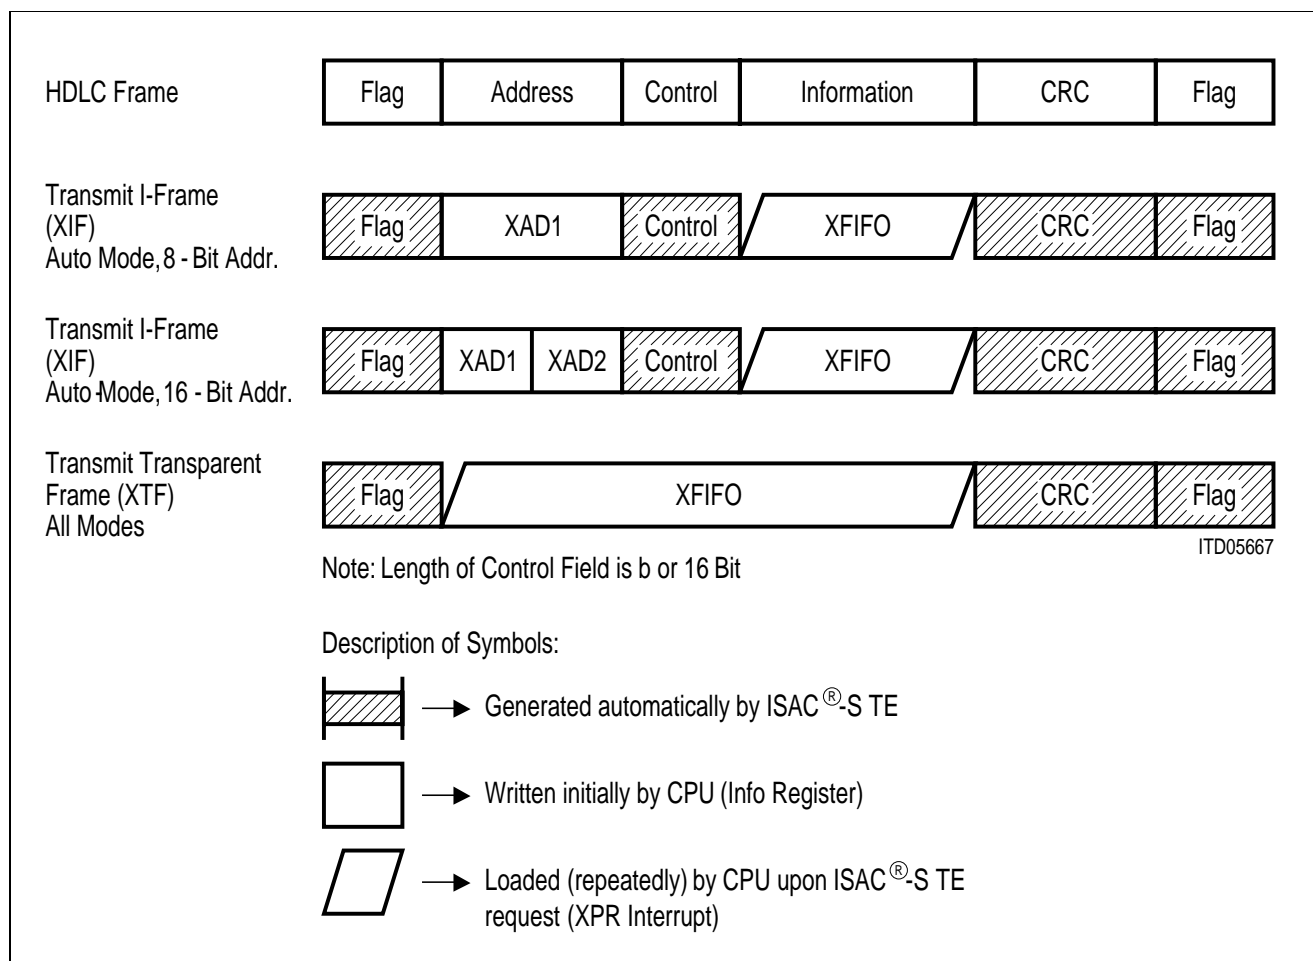 HDLC Frame Flag Address Control Information CRC Flag
Transmit I-Frame
(XIF)
Auto Mode, 8 - Bit Addr.
Flag XAD1 Control XFIFO CRC Flag
Transmit I-Frame
(XIF)
Auto-Mode, 16 - Bit Addr.
Flag XAD1 XAD2 Control XFIFO CRC Flag
Transmit Transparent
Frame (XTF)
All Modes
Flag XFIFO CRC Flag
ITD05667
Note: Length of Control Field is b or 16 Bit
Description of Symbols:
Generated automatically by ISAC®-S TE
Written initially by CPU (Info Register)
Loaded (repeatedly) by CPU upon ISAC®-S TE
request (XPR Interrupt)